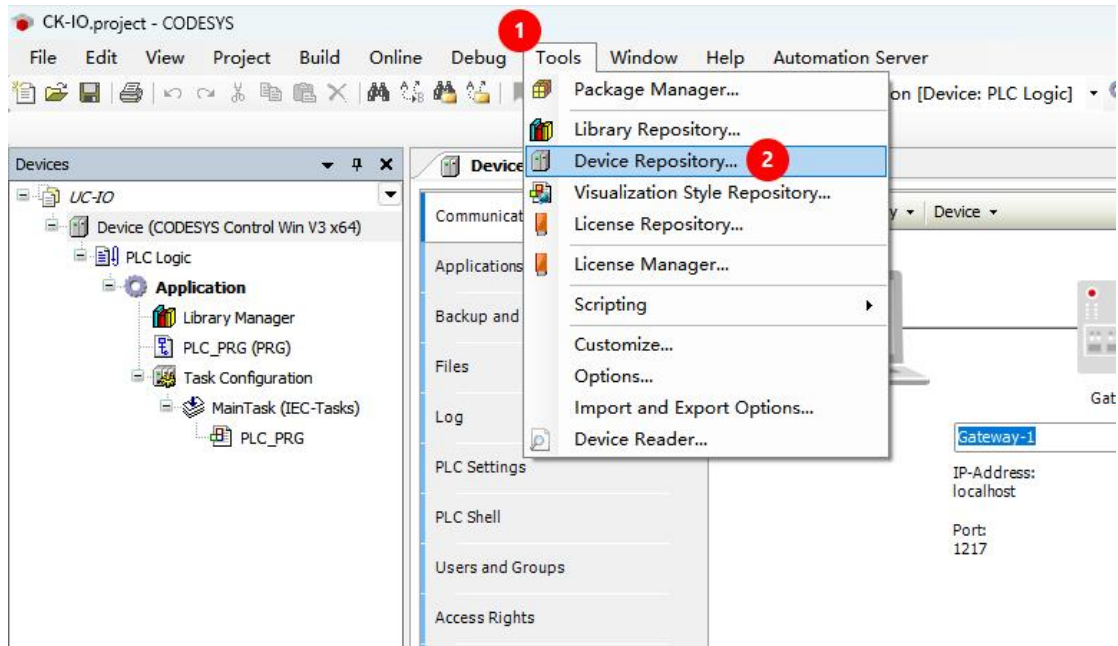 CK-IO.project - CODESYS
1
File Edit View Project Build Online Debug Tools Window Help Automation Server
Package Manager...
on [Device: PLC Logic]
Library Repository...
Device Repository... 2
Visualization Style Repository...
License Repository...
License Manager...
Scripting
Customize...
Options...
Import and Export Options...
Device Reader...
Devices
UC-IO
Device (CODESYS Control Win V3 x64)
PLC Logic
Application
Library Manager
PLC_PRG (PRG)
Task Configuration
MainTask (IEC-Tasks)
PLC_PRG
Device
Communicat
Applications
Backup and
Files
Log
PLC Settings
PLC Shell
Users and Groups
Access Rights
y Device
Gat
Gateway-1
IP-Address:
localhost
Port:
1217